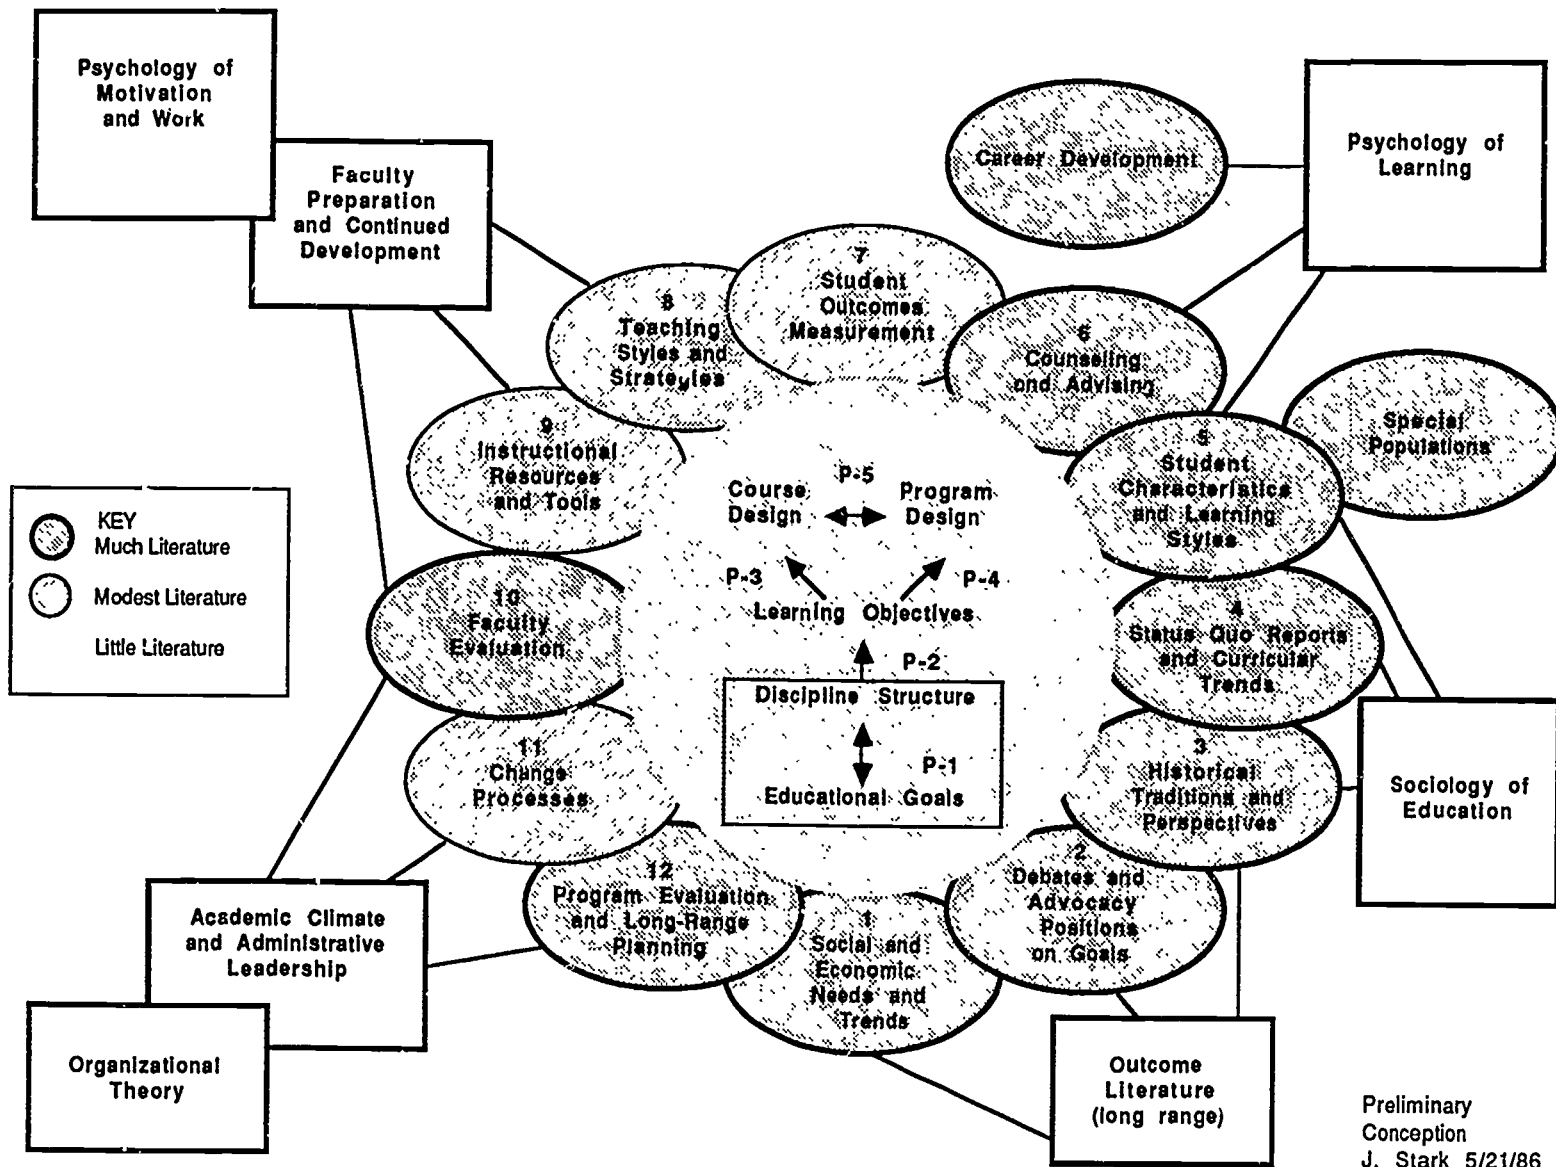 Psychology of
Motivation
and Work
Faculty
Preparation
and Continued
Development
Career Development
Psychology of
Learning
7
Student
Outcomes
Measurement
8
Teaching
Styles and
Strategies
6
Counseling
and Advising
Special
Populations
5
Student
Characteristics
and Learning
Styles
9
Instructional
Resources
and Tools
KEY
Much Literature
Modest Literature
Little Literature
P-5
Course
Design
Program
Design
P-3
P-4
Learning Objectives
P-2
Discipline Structure
P-1
Educational Goals
10
Faculty
Evaluation
4
Status Quo Reports
and Curricular
Trends
11
Change
Processes
3
Historical
Traditions and
Perspectives
Sociology of
Education
12
Program Evaluation
and Long-Range
Planning
1
Social and
Economic
Needs and
Trends
2
Debates and
Advocacy
Positions
on Goals
Academic Climate
and Administrative
Leadership
Organizational
Theory
Outcome
Literature
(long range)
Preliminary
Conception
J. Stark 5/21/86